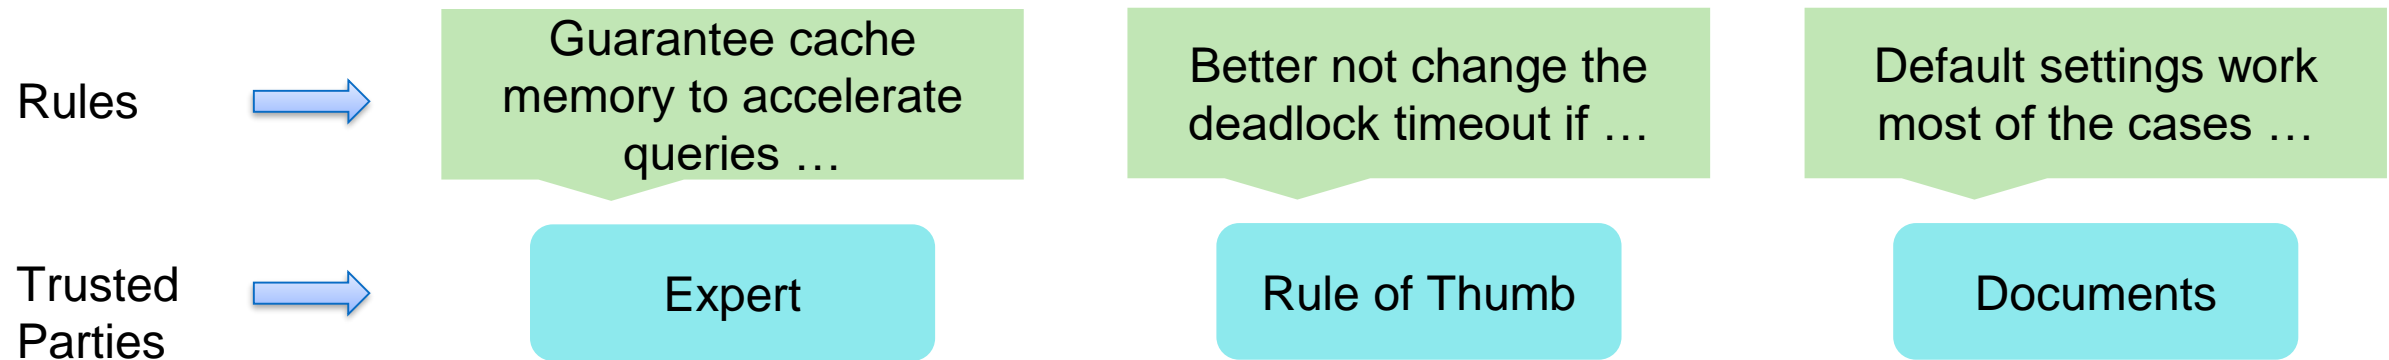 Rules
Guarantee cache
memory to accelerate
queries …
Better not change the
deadlock timeout if …
Default settings work
most of the cases …
Trusted
Parties
Expert
Rule of Thumb
Documents